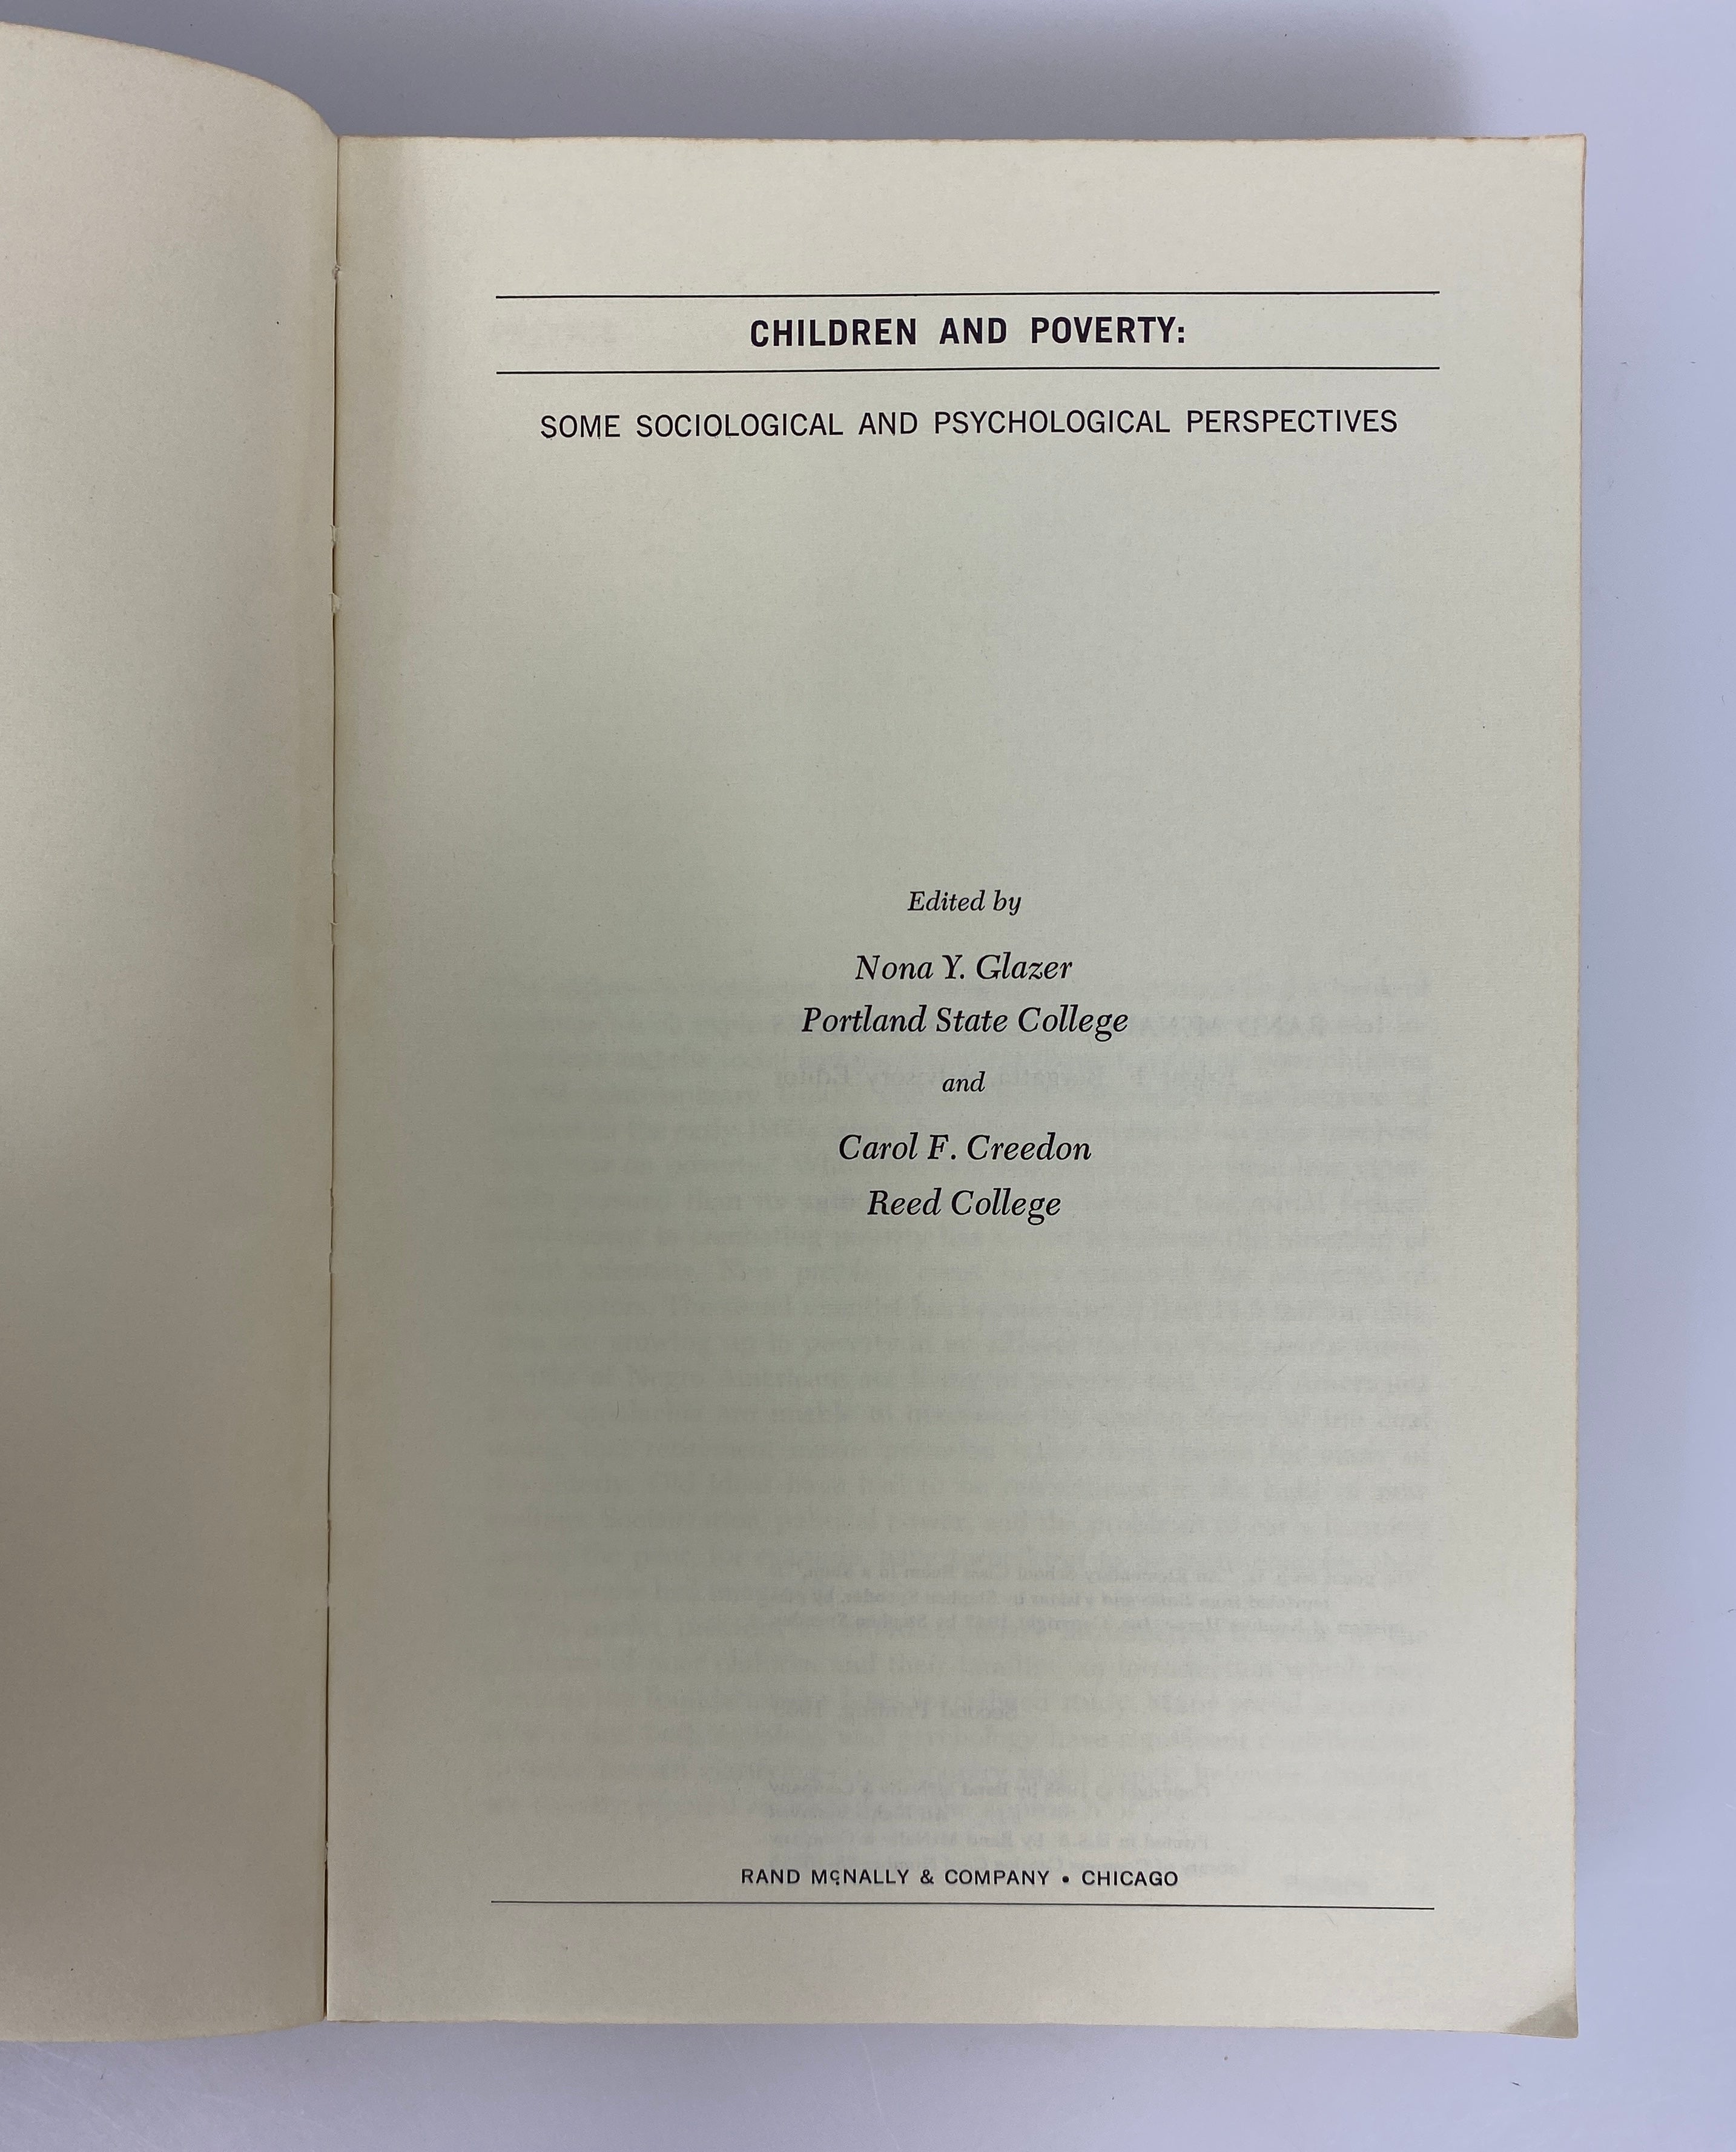 CHILDREN AND POVERTY:
SOME SOCIOLOGICAL AND PSYCHOLOGICAL PERSPECTIVES
Edited by
Nona Y. Glazer
Portland State College
and
Carol F. Creedon
Reed College
RAND McNALLY & COMPANY • CHICAGO